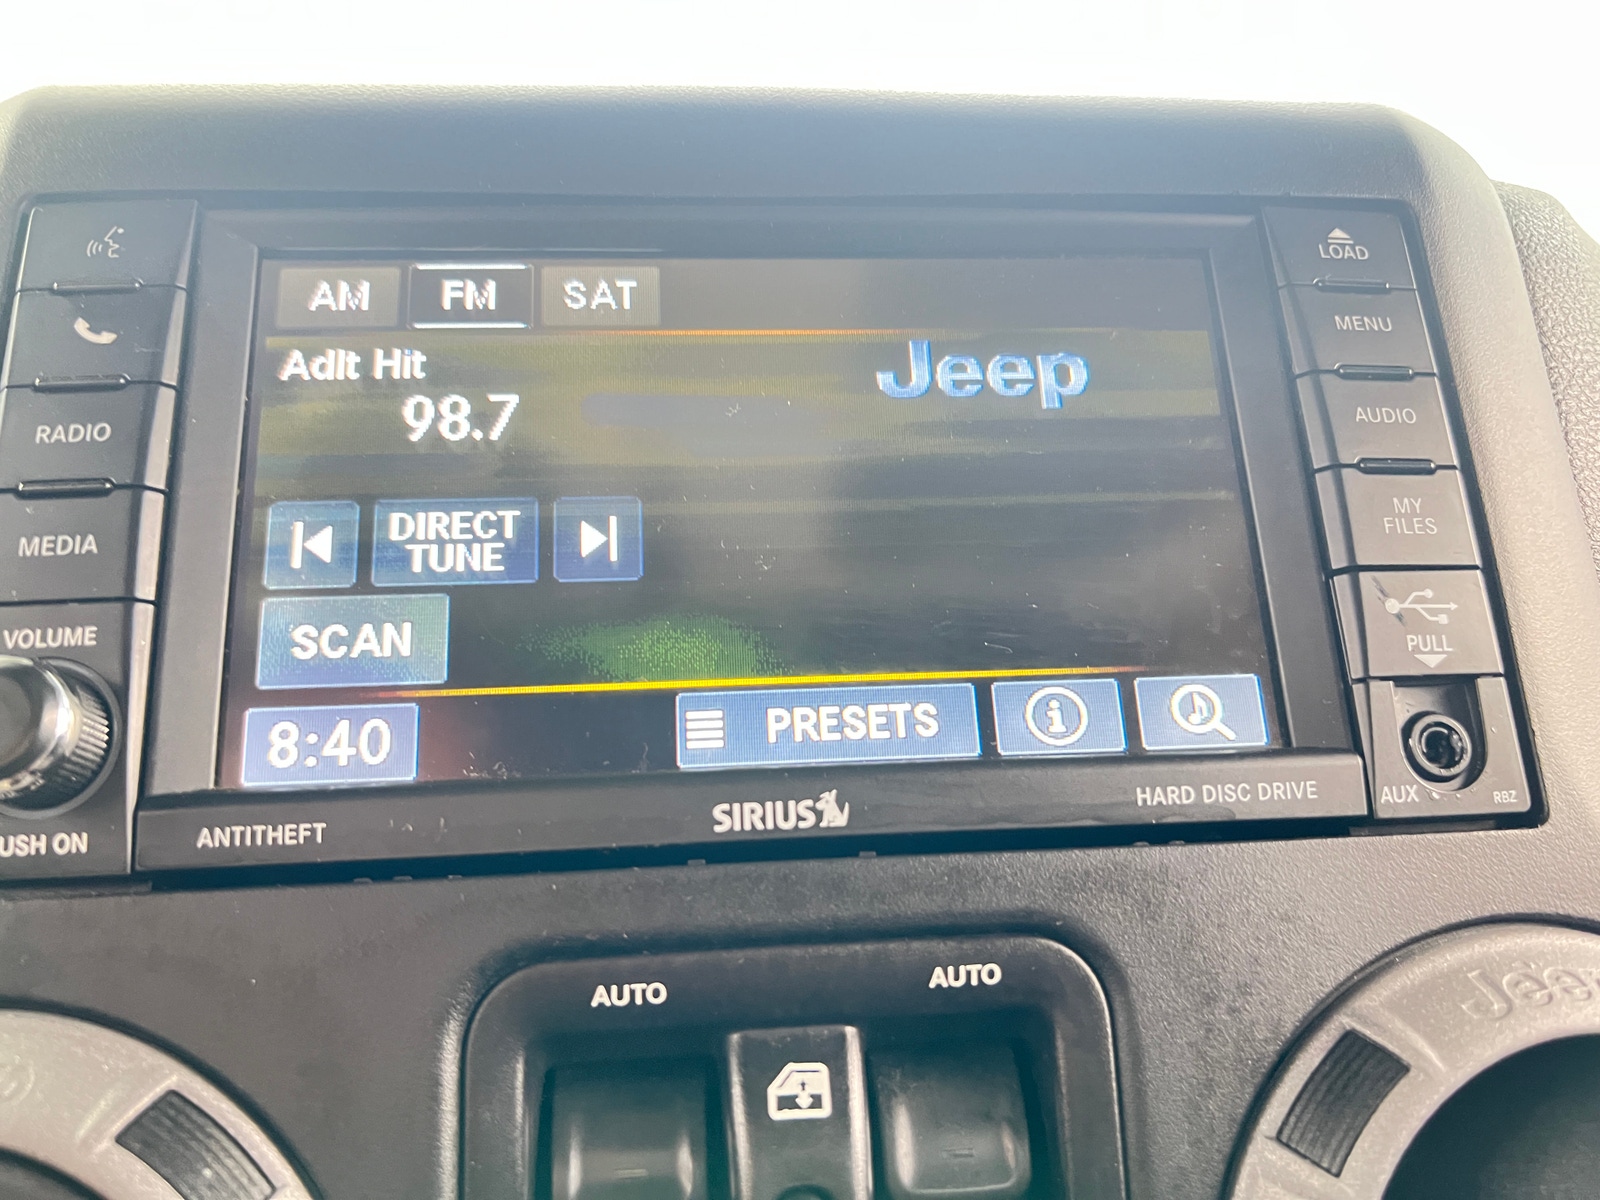 AM FM SAT
Adlt Hit
98.7
Jeep
DIRECT
TUNE
SCAN
8:40
PRESETS
i
RADIO
MEDIA
VOLUME
USH ON
LOAD
MENU
AUDIO
MY
FILES
PULL
AUX
RBZ
ANTITHEFT
SIRIUS
HARD DISC DRIVE
AUTO
AUTO
Jeep